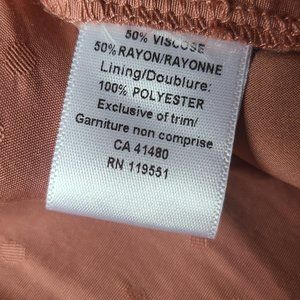 50% VISCOSE
50% RAYON/RAYONNE
Lining/Doublure:
100% POLYESTER
Exclusive of trim/
Garniture non comprise
CA 41480
RN 119551